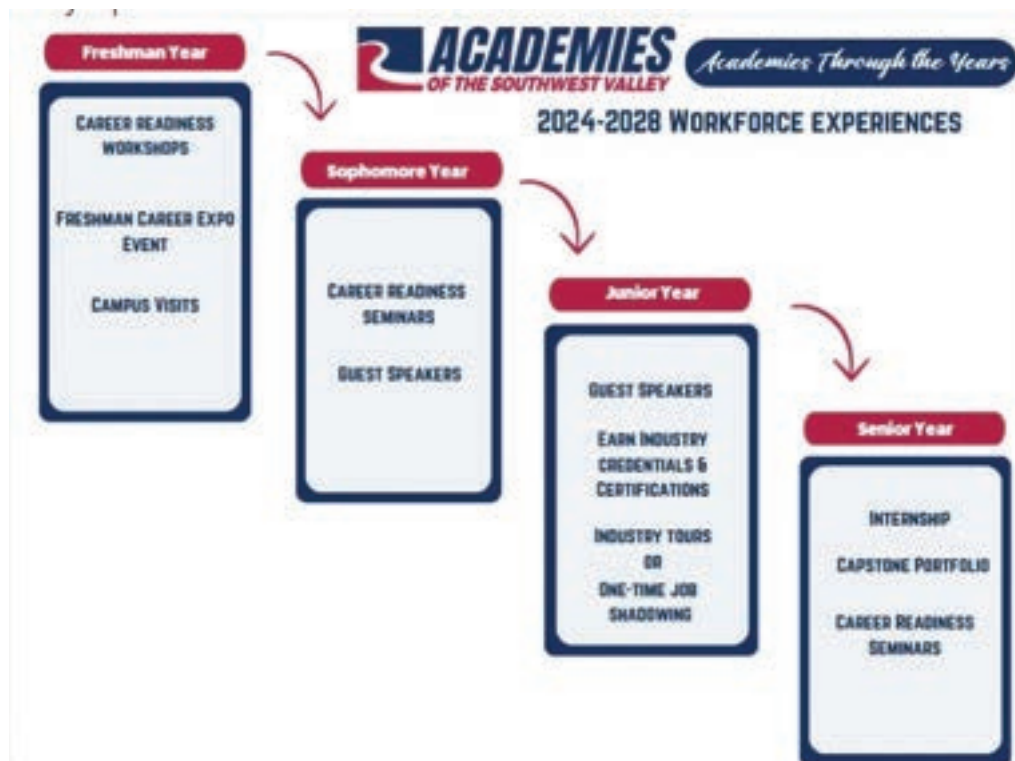 Freshman Year
CAREER READINESS
WORKSHOPS
FRESHMAN CAREER EXPO
EVENT
CAMPUS VISITS
ACADEMIES
OF THE SOUTHWEST VALLEY
Academies Through the Years
2024-2028 WORKFORCE EXPERIENCES
Sophomore Year
CAREER READINESS
SEMINARS
GUEST SPEAKERS
Junior Year
GUEST SPEAKERS
EARN INDUSTRY
CREDENTIALS &
CERTIFICATIONS
INDUSTRY TOURS
OR
ONE-TIME JOB
SHADOWING
Senior Year
INTERNSHIP
CAPSTONE PORTFOLIO
CAREER READINESS
SEMINARS